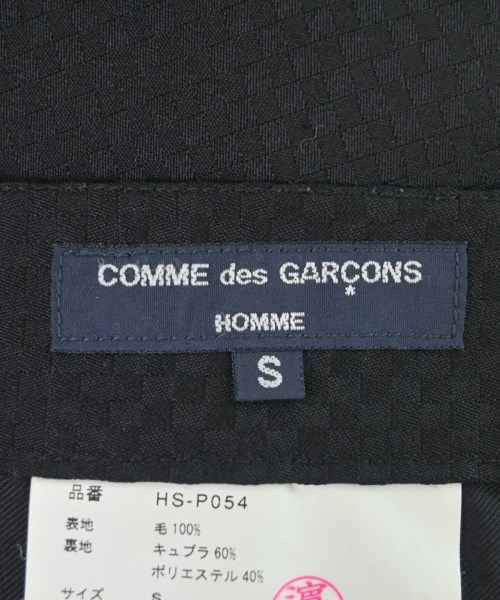 COMME des GARÇONS
HOMME
S
品番 HS-P054
表地 毛 100%
裏地 キュプラ 60%
ポリエステル 40%
サイズ S